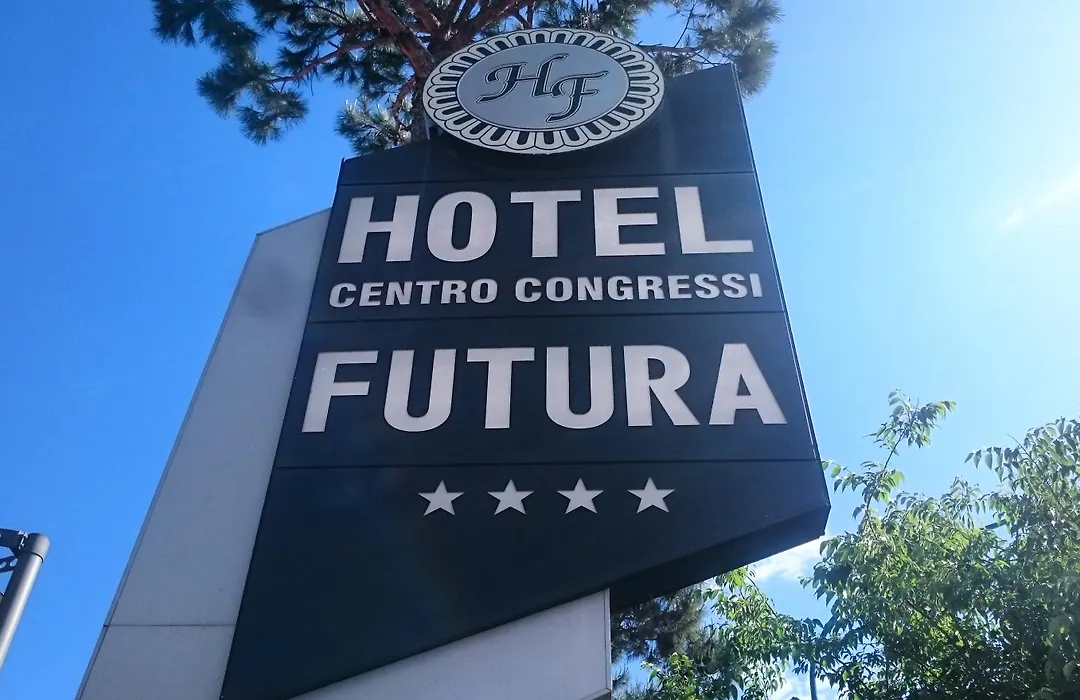 HF
HOTEL
CENTRO CONGRESSI
FUTURA